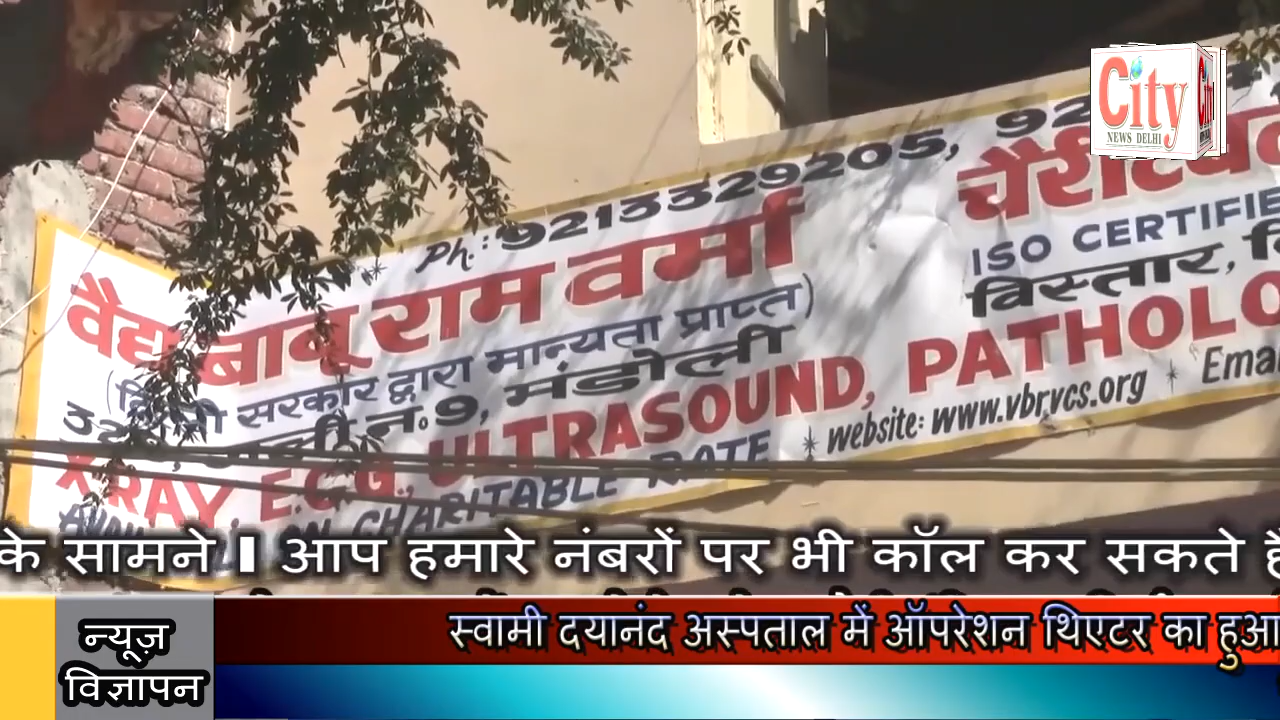 City
NEWS DELHI
Ph.: 9213329205, 92
वैद्य बाबू राम वर्मा
चैरीटेबल
ISO CERTIFIE
सरकार द्वारा मान्यता प्राप्त)
विस्तार,
न॰ 9, मंडोली
X-RAY, E.C.G., ULTRASOUND, PATHOLO
ON CHARITABLE RATE
website: www.vbrvcs.org
Emai
के सामने । आप हमारे नंबरों पर भी कॉल कर सकते है
न्यूज़
विज्ञापन
स्वामी दयानंद अस्पताल में ऑपरेशन थिएटर का हुआ